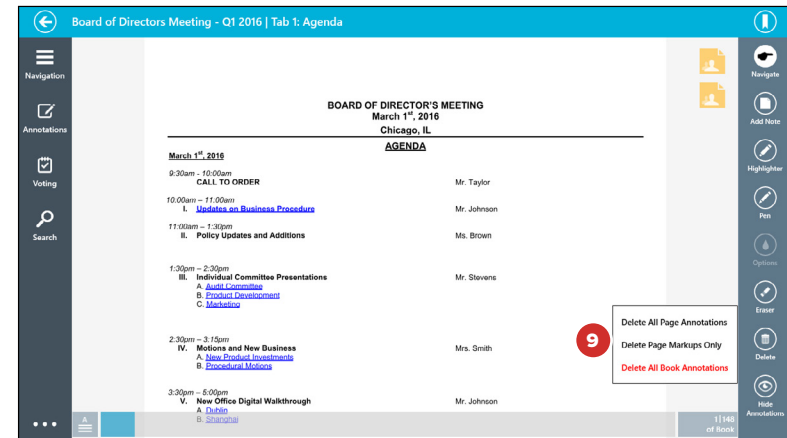 Board of Directors Meeting - Q1 2016 | Tab 1: Agenda
Navigation
Annotations
Voting
Search
BOARD OF DIRECTOR'S MEETING
March 1st, 2016
Chicago, IL
AGENDA
March 1st, 2016
9:30am - 10:00am
CALL TO ORDER Mr. Taylor
10.00am – 11.00am
I. Updates on Business Procedure Mr. Johnson
11:00am – 1:30pm
II. Policy Updates and Additions Ms. Brown
1:30pm – 2:30pm
III. Individual Committee Presentations Mr. Stevens
A. Audit Committee
B. Product Development
C. Marketing
2:30pm – 3:15pm
IV. Motions and New Business Mrs. Smith
A. New Product Investments
B. Procedural Motions
3:30pm – 5:00pm
V. New Office Digital Walkthrough Mr. Johnson
A. Dublin
B. Shanghai
A
1|148
of Book
9
Delete All Page Annotations
Delete Page Markups Only
Delete All Book Annotations
Navigate
Add Note
Highlighter
Pen
Options
Eraser
Delete
Hide
Annotations